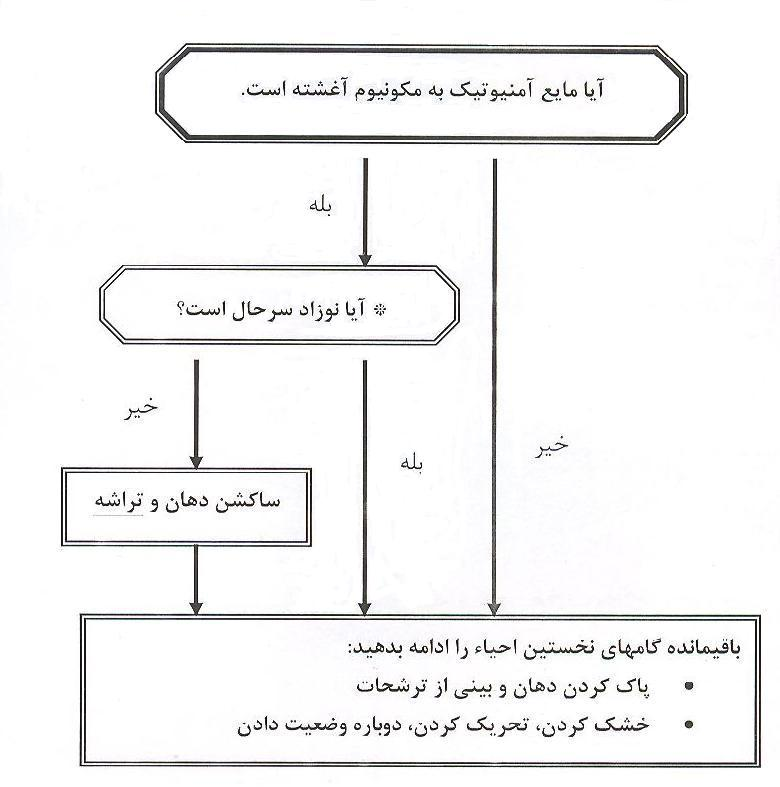 آیا مایع آمنیوتیک به مکونیوم آغشته است.
بله
❊ آیا نوزاد سرحال است؟
خیر
بله
خیر
ساکشن دهان و تراشه
باقیمانده گامهای نخستین احیاء را ادامه بدهید:
• پاک کردن دهان و بینی از ترشحات
• خشک کردن، تحریک کردن، دوباره وضعیت دادن